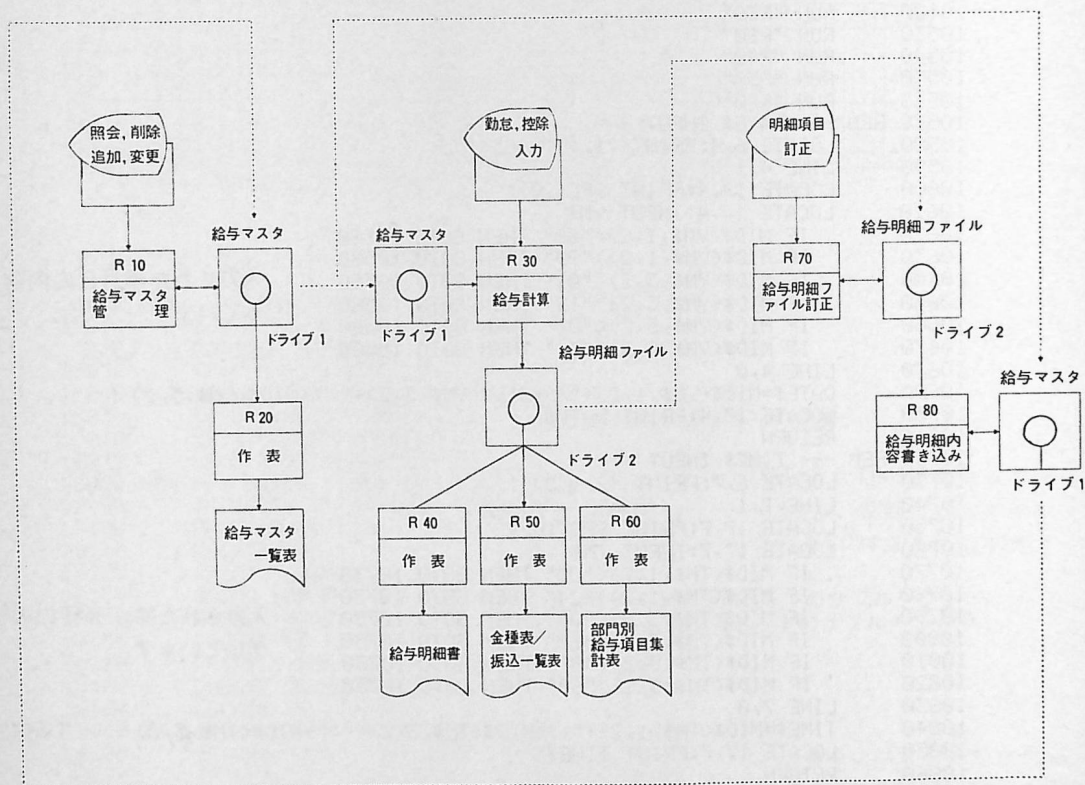 照会,削除
追加,変更
R 10
給与マスタ
管　　理
給与マスタ
ドライブ1
R 20
作　表
給与マスタ
一覧表
給与マスタ
ドライブ1
勤怠,控除
入力
R 30
給与計算
給与明細ファイル
ドライブ2
R 40
作　表
給与明細書
R 50
作　表
金種表／
振込一覧表
R 60
作　表
部門別
給与項目集
計表
明細項目
訂正
R 70
給与明細フ
ァイル訂正
給与明細ファイル
ドライブ2
R 80
給与明細内
容書き込み
給与マスタ
ドライブ1